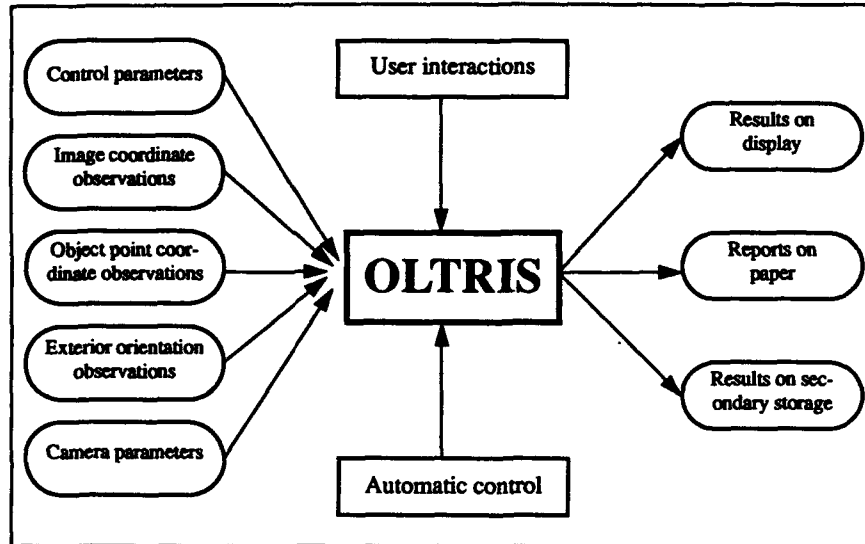 Control parameters
Image coordinate
observations
Object point coor-
dinate observations
Exterior orientation
observations
Camera parameters
User interactions
OLTRIS
Automatic control
Results on
display
Reports on
paper
Results on sec-
ondary storage